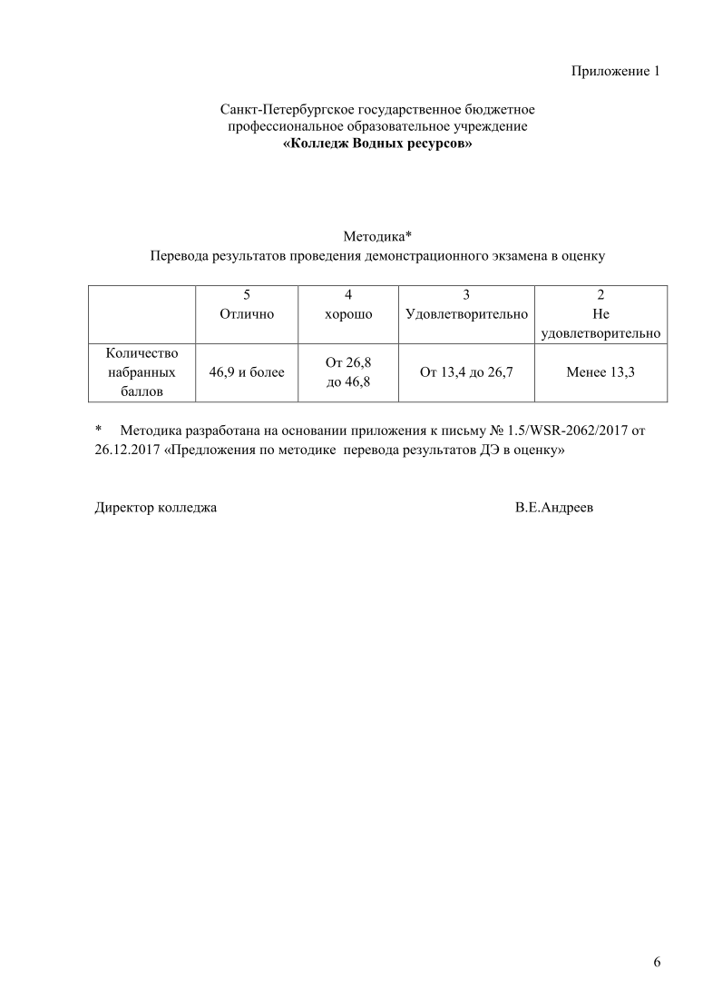 Приложение 1
Санкт-Петербургское государственное бюджетное
профессиональное образовательное учреждение
«Колледж Водных ресурсов»
Методика*
Перевода результатов проведения демонстрационного экзамена в оценку
5
Отлично
4
хорошо
3
Удовлетворительно
2
Не
удовлетворительно
Количество
набранных
баллов
46,9 и более
От 26,8
до 46,8
От 13,4 до 26,7
Менее 13,3
* Методика разработана на основании приложения к письму № 1.5/WSR-2062/2017 от
26.12.2017 «Предложения по методике перевода результатов ДЭ в оценку»
Директор колледжа В.Е.Андреев
6